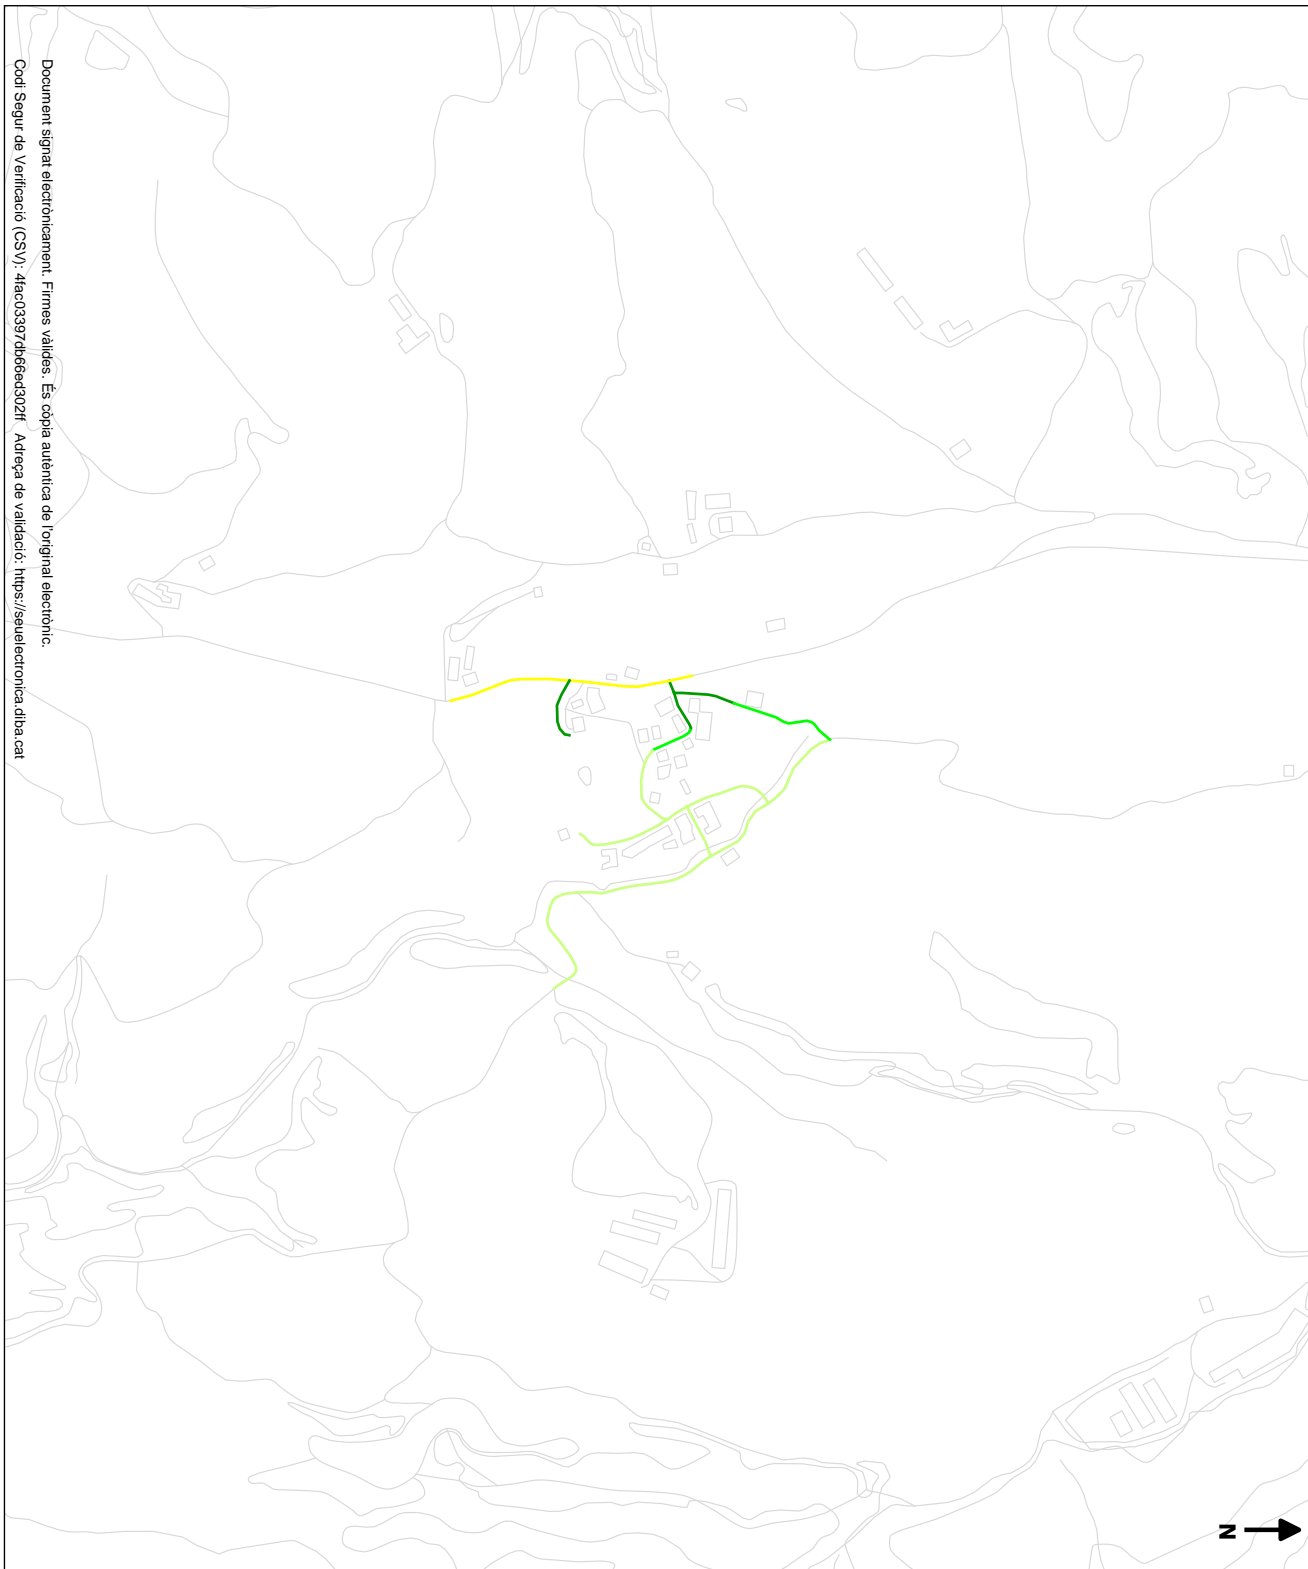 Document signat electrònicament. Firmes vàlides. És còpia autèntica de l'original electrònic.
Codi Segur de Verificació (CSV): 4fac03397db66ed302ff Adreça de validació: https://seuelectronica.diba.cat
N